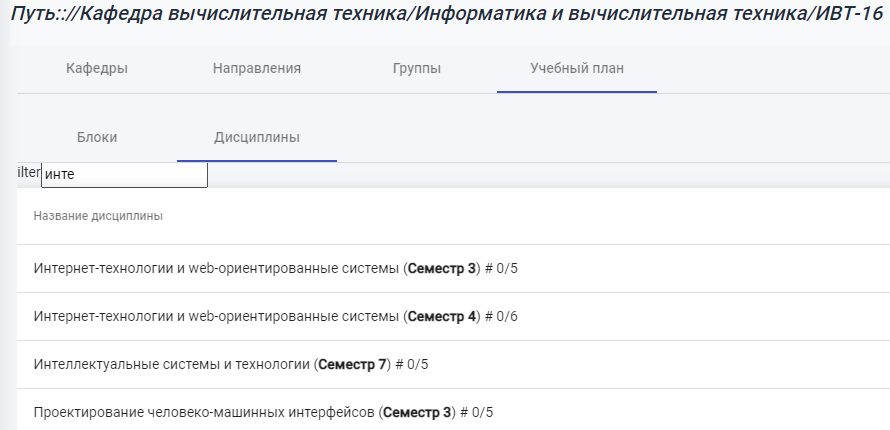 Путь:://Кафедра вычислительная техника/Информатика и вычислительная техника/ИВТ-16
Кафедры Направления Группы Учебный план
Блоки Дисциплины
ilter инте
Название дисциплины
Интернет-технологии и web-ориентированные системы (Семестр 3) # 0/5
Интернет-технологии и web-ориентированные системы (Семестр 4) # 0/6
Интеллектуальные системы и технологии (Семестр 7) # 0/5
Проектирование человеко-машинных интерфейсов (Семестр 3) # 0/5